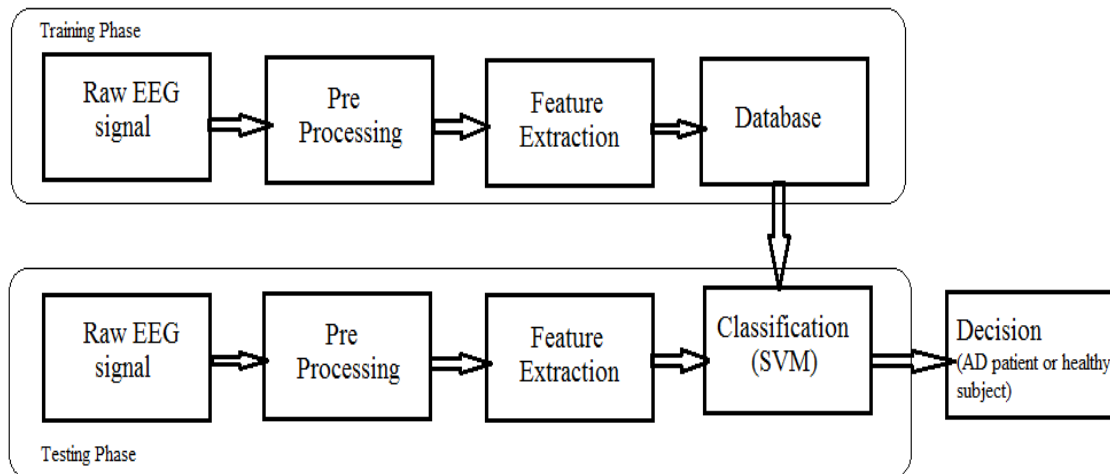 Training Phase
Raw EEG
signal
Pre
Processing
Feature
Extraction
Database
Raw EEG
signal
Pre
Processing
Feature
Extraction
Classification
(SVM)
Decision
(AD patient or healthy
subject)
Testing Phase